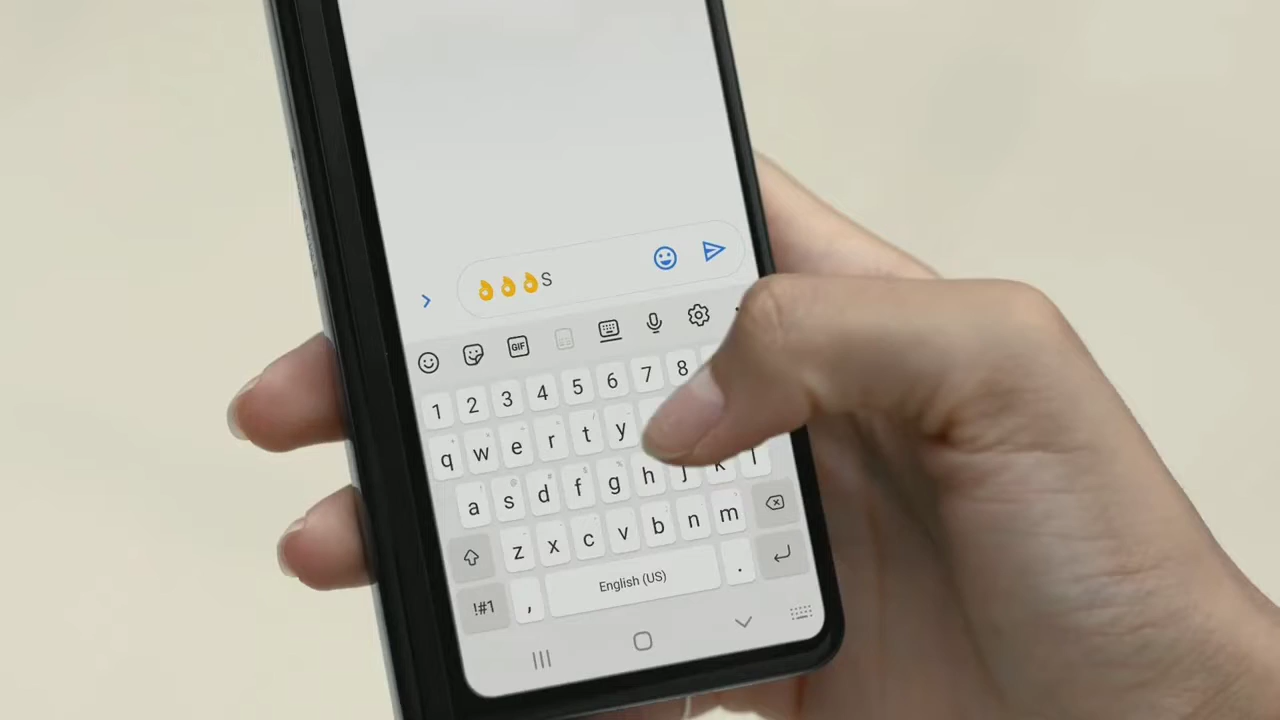 👌👌👌S
GIF
1 2 3 4 5 6 7 8
q w e r t y
a s d f g h j k l
z x c v b n m
!#1 , English (US) .